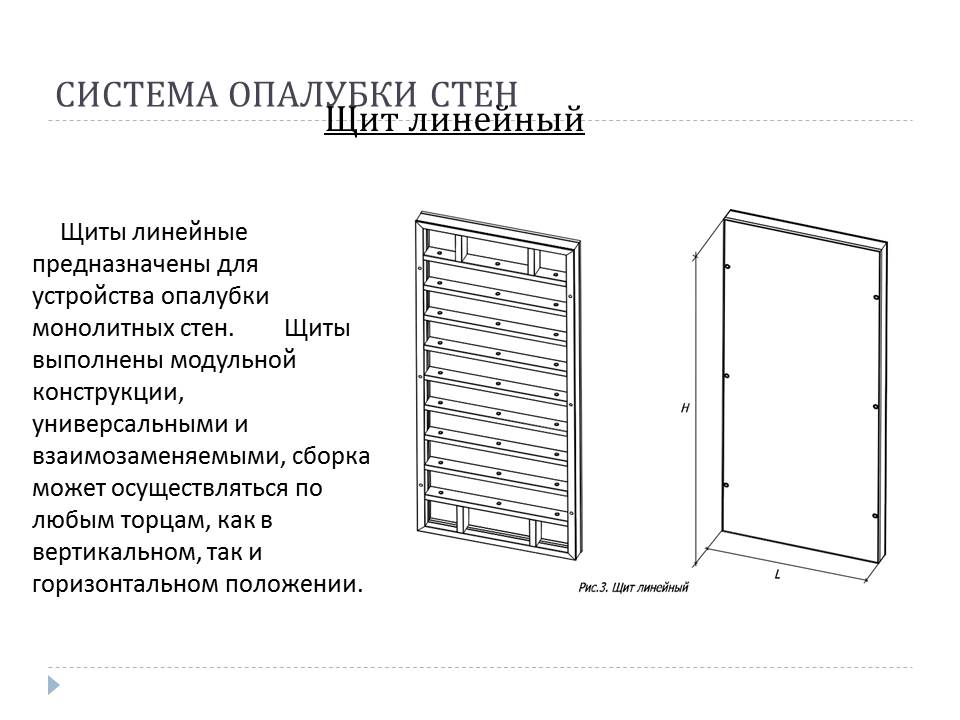 СИСТЕМА ОПАЛУБКИ СТЕН
Щит линейный
Щиты линейные
предназначены для
устройства опалубки
монолитных стен. Щиты
выполнены модульной
конструкции,
универсальными и
взаимозаменяемыми, сборка
может осуществляться по
любым торцам, как в
вертикальном, так и
горизонтальном положении.
H
L
Рис.3. Щит линейный